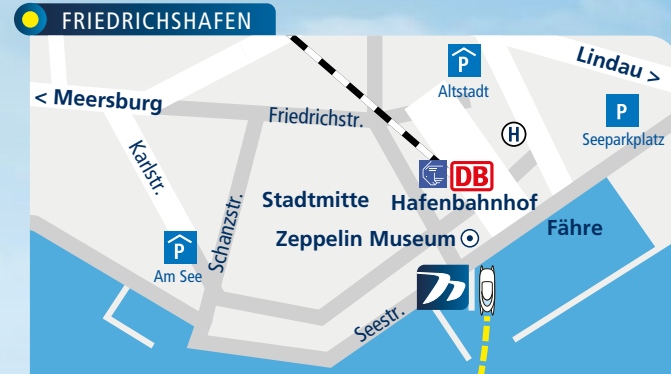 FRIEDRICHSHAFEN
Lindau >
P
Altstadt
< Meersburg
P
Seeparkplatz
Friedrichstr.
H
Karlstr.
DB
Stadtmitte
Hafenbahnhof
Schanzstr.
Fähre
Zeppelin Museum
P
Am See
Seestr.